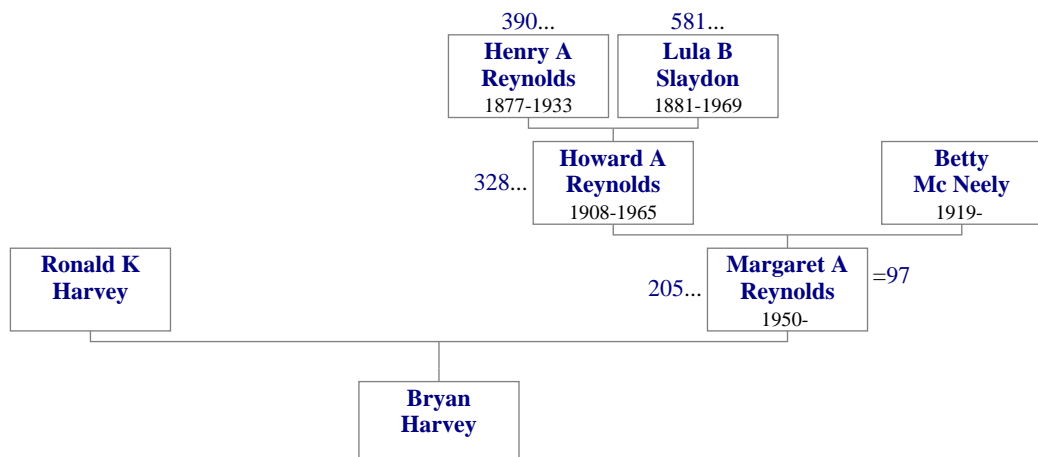 390... 581...
Henry A
Reynolds
1877-1933
Lula B
Slaydon
1881-1969
328...
Howard A
Reynolds
1908-1965
Betty
Mc Neely
1919-
Ronald K
Harvey
205...
Margaret A
Reynolds
1950-
=97
Bryan
Harvey